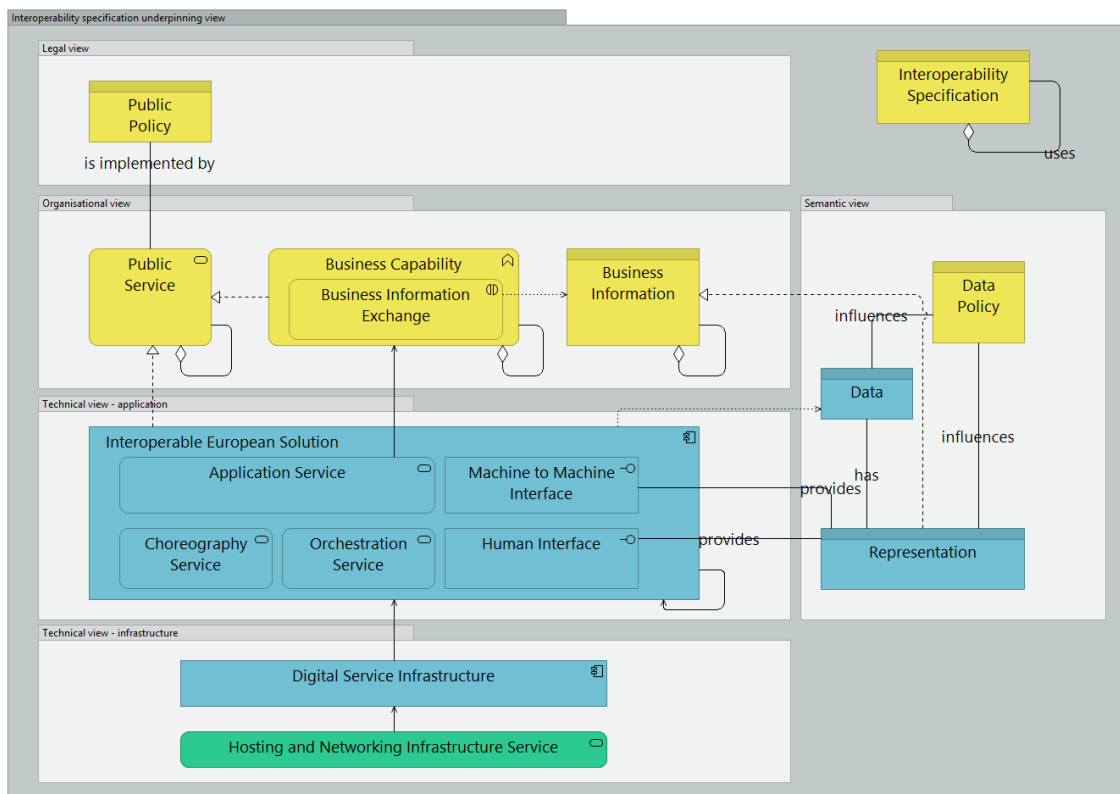 Interoperability specification underpinning view
Legal view
Public
Policy
is implemented by
Interoperability
Specification
uses
Organisational view
Public
Service
Business Capability
Business Information
Exchange
Business
Information
Semantic view
Data
Policy
influences
Data
influences
has
provides
provides
Representation
Technical view - application
Interoperable European Solution
Application Service
Machine to Machine
Interface
Choreography
Service
Orchestration
Service
Human Interface
Technical view - infrastructure
Digital Service Infrastructure
Hosting and Networking Infrastructure Service